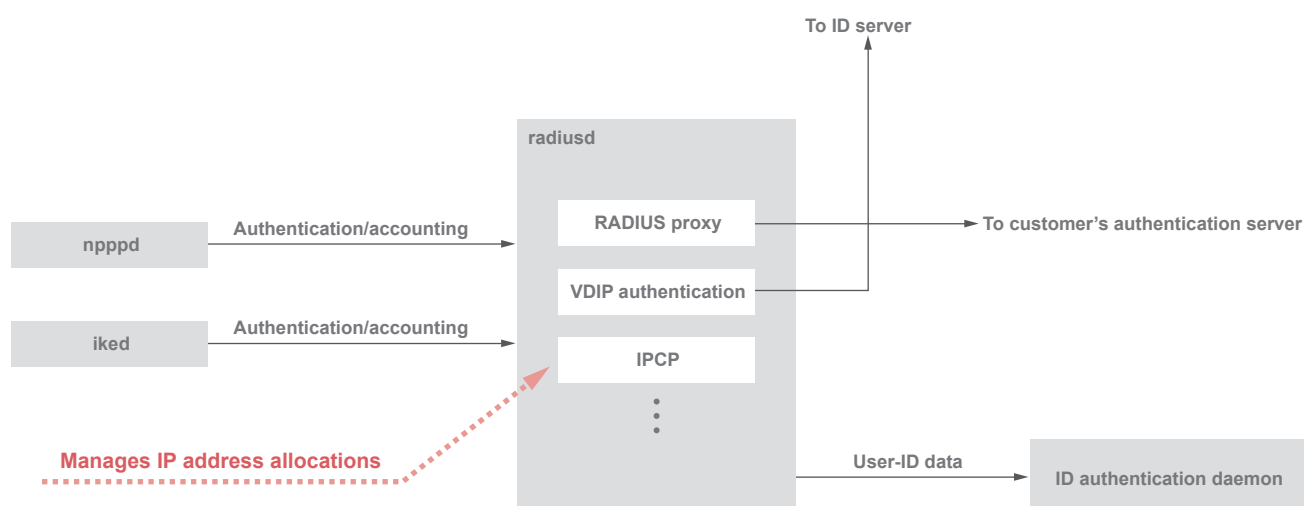 To ID server
radiusd
RADIUS proxy
To customer’s authentication server
Authentication/accounting
npppd
VDIP authentication
Authentication/accounting
iked
IPCP
Manages IP address allocations
User-ID data
ID authentication daemon